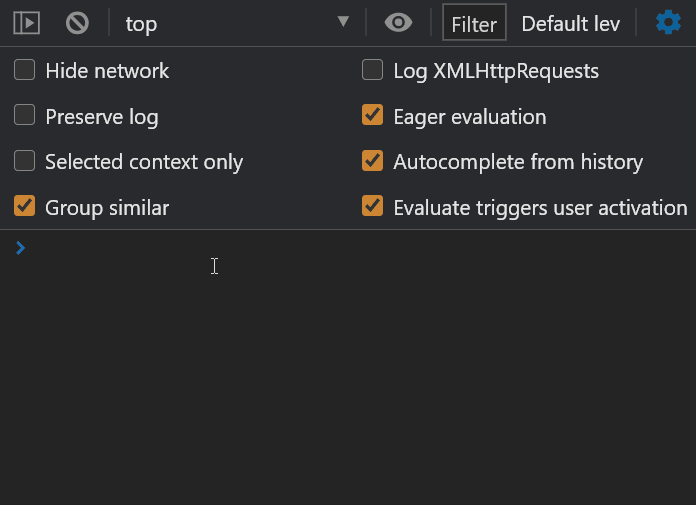 top Filter Default lev
Hide network Log XMLHttpRequests
Preserve log Eager evaluation
Selected context only Autocomplete from history
Group similar Evaluate triggers user activation